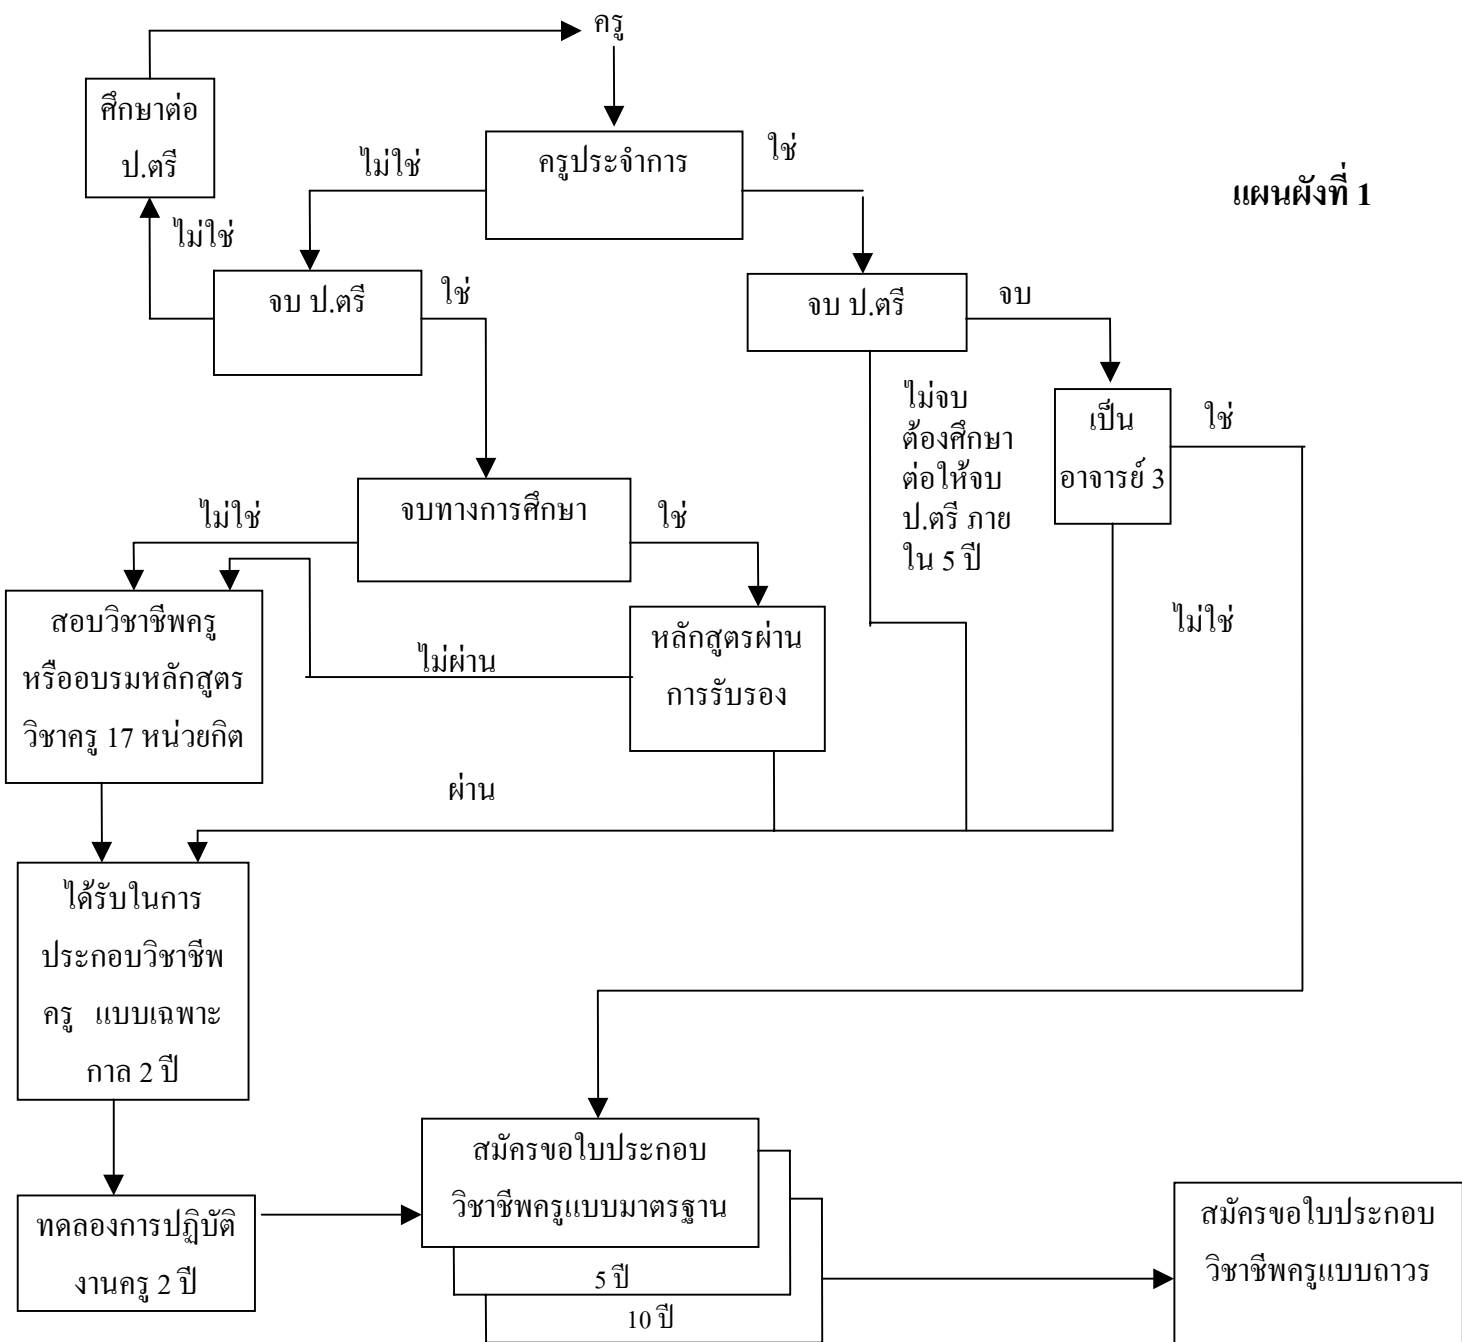 ครู
ศึกษาต่อ
ป.ตรี
ครูประจำการ
ไม่ใช่
ใช่
แผนผังที่ 1
ไม่ใช่
จบ ป.ตรี
ใช่
จบ ป.ตรี
จบ
ไม่จบ
ต้องศึกษา
ต่อให้จบ
ป.ตรี ภาย
ใน 5 ปี
เป็น
อาจารย์ 3
ใช่
ไม่ใช่
จบทางการศึกษา
ไม่ใช่
ใช่
สอบวิชาชีพครู
หรืออบรมหลักสูตร
วิชาครู 17 หน่วยกิต
ไม่ผ่าน
หลักสูตรผ่าน
การรับรอง
ผ่าน
ได้รับในการ
ประกอบวิชาชีพ
ครู แบบเฉพาะ
กาล 2 ปี
ทดลองการปฏิบัติ
งานครู 2 ปี
สมัครขอใบประกอบ
วิชาชีพครูแบบมาตรฐาน
5 ปี
10 ปี
สมัครขอใบประกอบ
วิชาชีพครูแบบถาวร